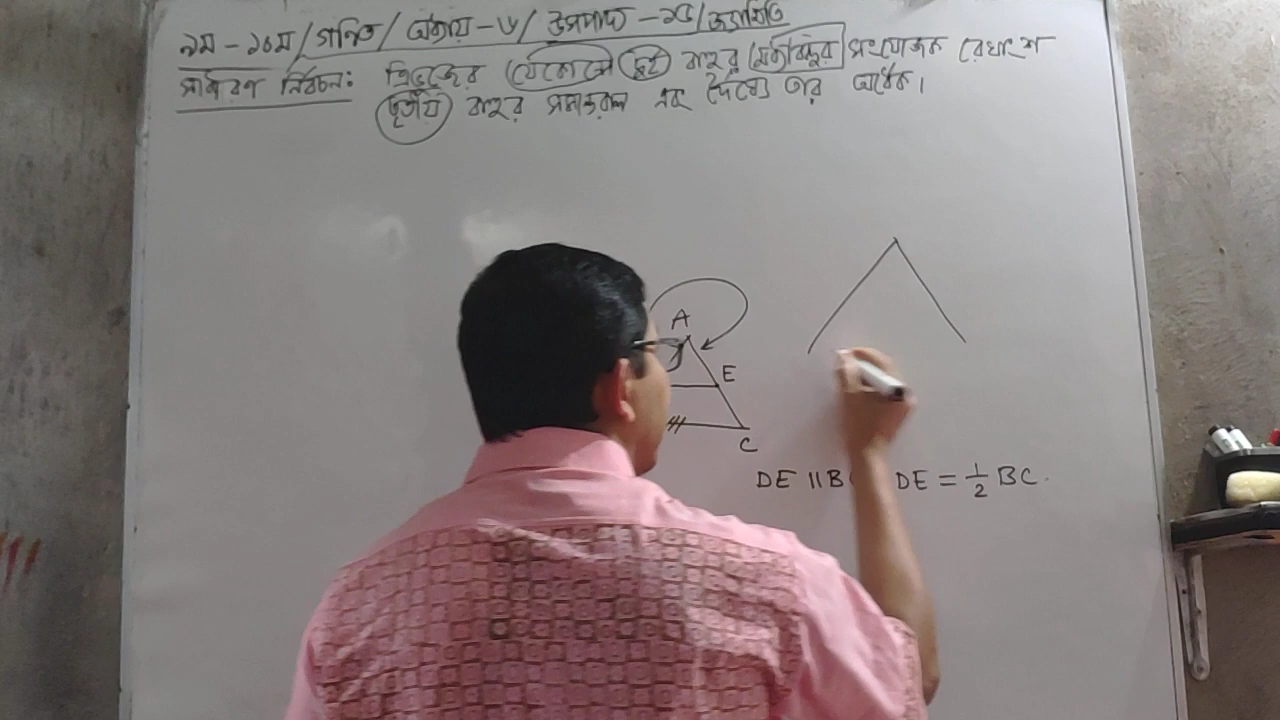 ৯ম - ১০ম / গণিত / অধ্যায় - ৬ / উপপাদ্য - ১৫ / জ্যামিতি
সাধারণ নির্বচন: ত্রিভুজের যেকোনো দুই বাহুর মধ্যবিন্দুর সংযোজক রেখাংশ
তৃতীয় বাহুর সমান্তরাল এবং দৈর্ঘ্যে তার অর্ধেক।
A
E
C
DE || B DE = 1/2 BC.